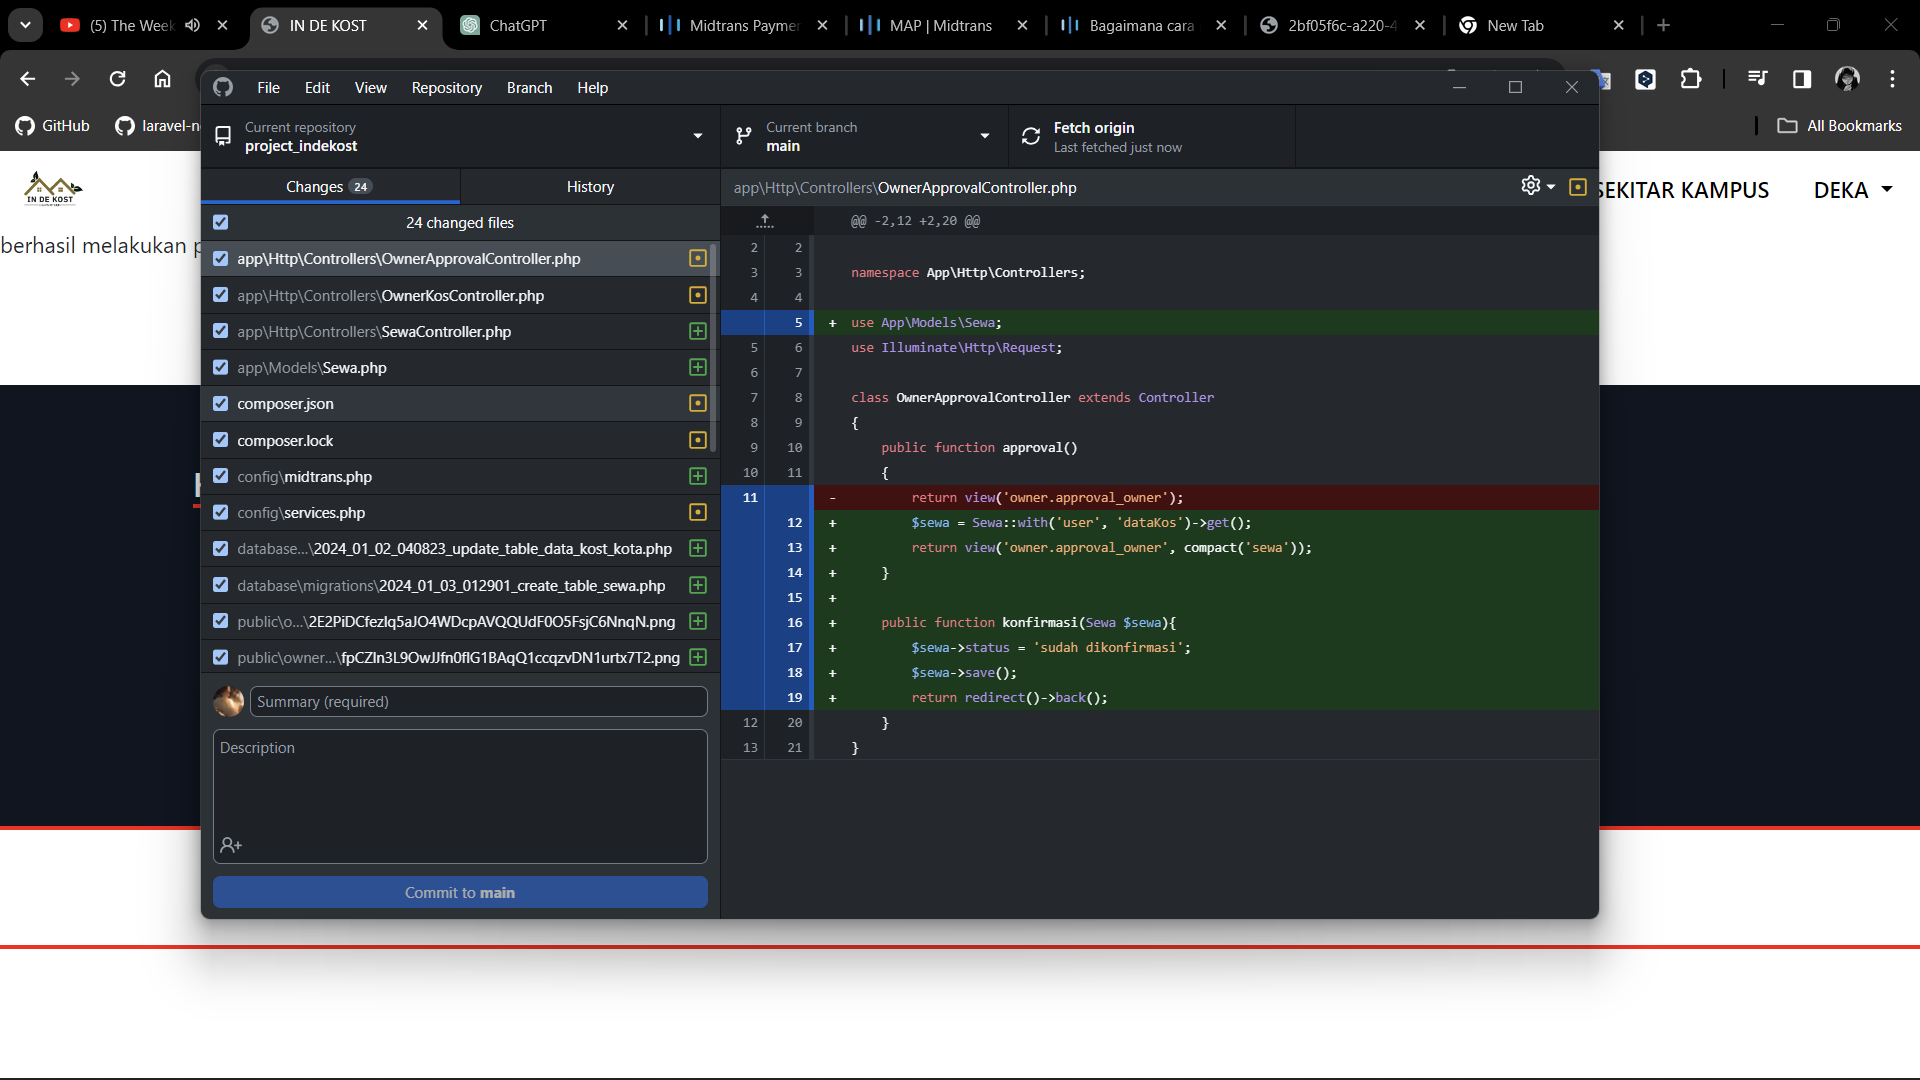 (5) The Week
IN DE KOST
ChatGPT
Midtrans Paymen
MAP | Midtrans
Bagaimana cara
2bf05f6c-a220-4
New Tab
File Edit View Repository Branch Help
GitHub
laravel-n
All Bookmarks
Current repository
project_indekost
Current branch
main
Fetch origin
Last fetched just now
IN DE KOST
SEKITAR KAMPUS
DEKA
berhasil melakukan p
Changes 24
History
24 changed files
app\Http\Controllers\OwnerApprovalController.php
app\Http\Controllers\OwnerKosController.php
app\Http\Controllers\SewaController.php
app\Models\Sewa.php
composer.json
composer.lock
config\midtrans.php
config\services.php
database...\2024_01_02_040823_update_table_data_kost_kota.php
database\migrations\2024_01_03_012901_create_table_sewa.php
public\o...\2E2PiDCfezIq5aJO4WDcpAVQQUdF0O5FsjC6NnqN.png
public\owner...\fpCZIn3L9OwJJfn0flG1BAqQ1ccqzvDN1urtx7T2.png
Summary (required)
Description
Commit to main
app\Http\Controllers\OwnerApprovalController.php
@@ -2,12 +2,20 @@
2 2
3 3 namespace App\Http\Controllers;
4 4
5 + use App\Models\Sewa;
5 6 use Illuminate\Http\Request;
6 7
7 8 class OwnerApprovalController extends Controller
8 9 {
9 10 public function approval()
10 11 {
11 - return view('owner.approval_owner');
12 + $sewa = Sewa::with('user', 'dataKos')->get();
13 + return view('owner.approval_owner', compact('sewa'));
14 + }
15 +
16 + public function konfirmasi(Sewa $sewa){
17 + $sewa->status = 'sudah dikonfirmasi';
18 + $sewa->save();
19 + return redirect()->back();
12 20 }
13 21 }